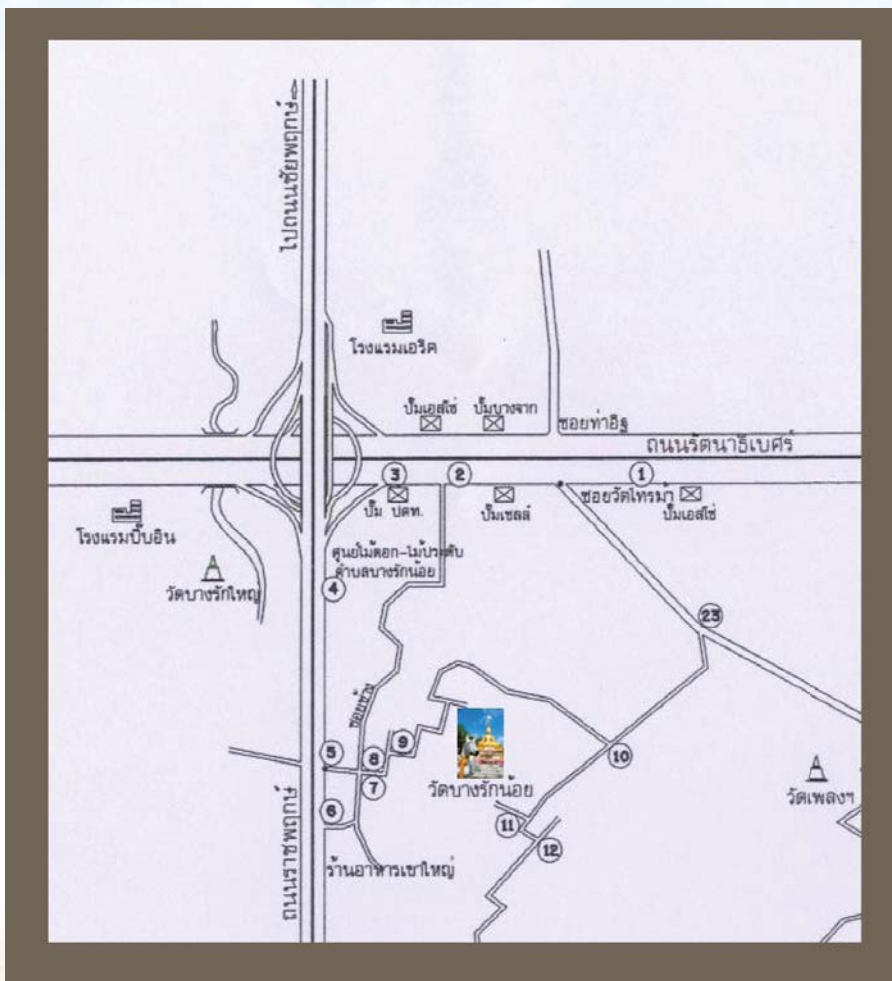 ไปถนนชัยพฤกษ์
โรงแรมเอริค
ปั๊มเอสโซ่
ปั๊มบางจาก
ซอยท่าอิฐ
ถนนรัตนาธิเบศร์
3
2
1
ปั๊ม ปตท.
ปั๊มเชลล์
ซอยวัดไทรม้า
ปั๊มเอสโซ่
โรงแรมปิ๊บอิน
ศูนย์ไม้ดอก-ไม้ประดับ
ตำบลบางรักน้อย
วัดบางรักใหญ่
4
23
ซอยช้าง
5
8
9
7
10
วัดบางรักน้อย
วัดเพลงฯ
6
11
12
ร้านอาหารเขาใหญ่
ถนนราชพฤกษ์